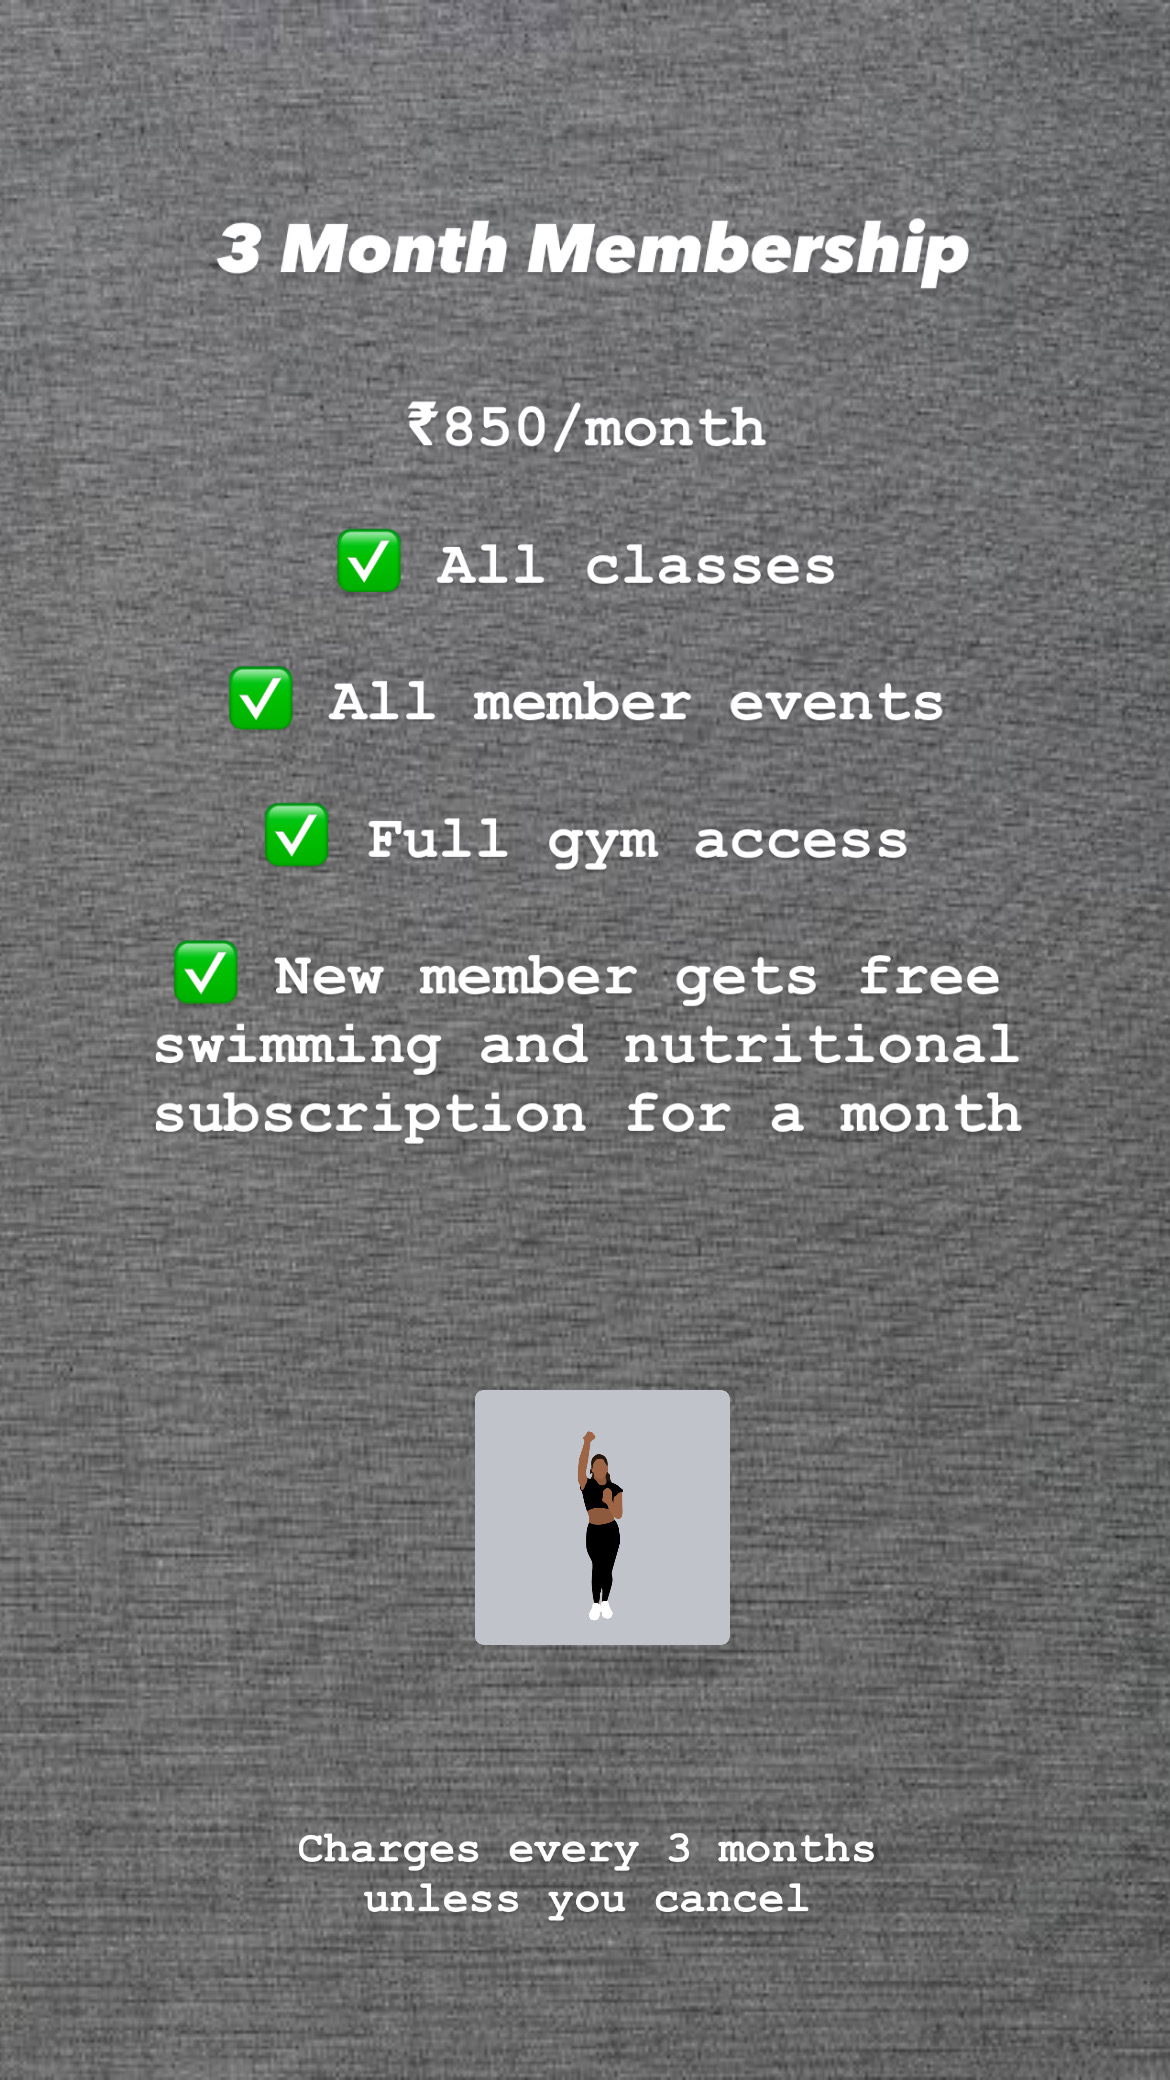 3 Month Membership
₹850/month
✅ All classes
✅ All member events
✅ Full gym access
✅ New member gets free
swimming and nutritional
subscription for a month
Charges every 3 months
unless you cancel